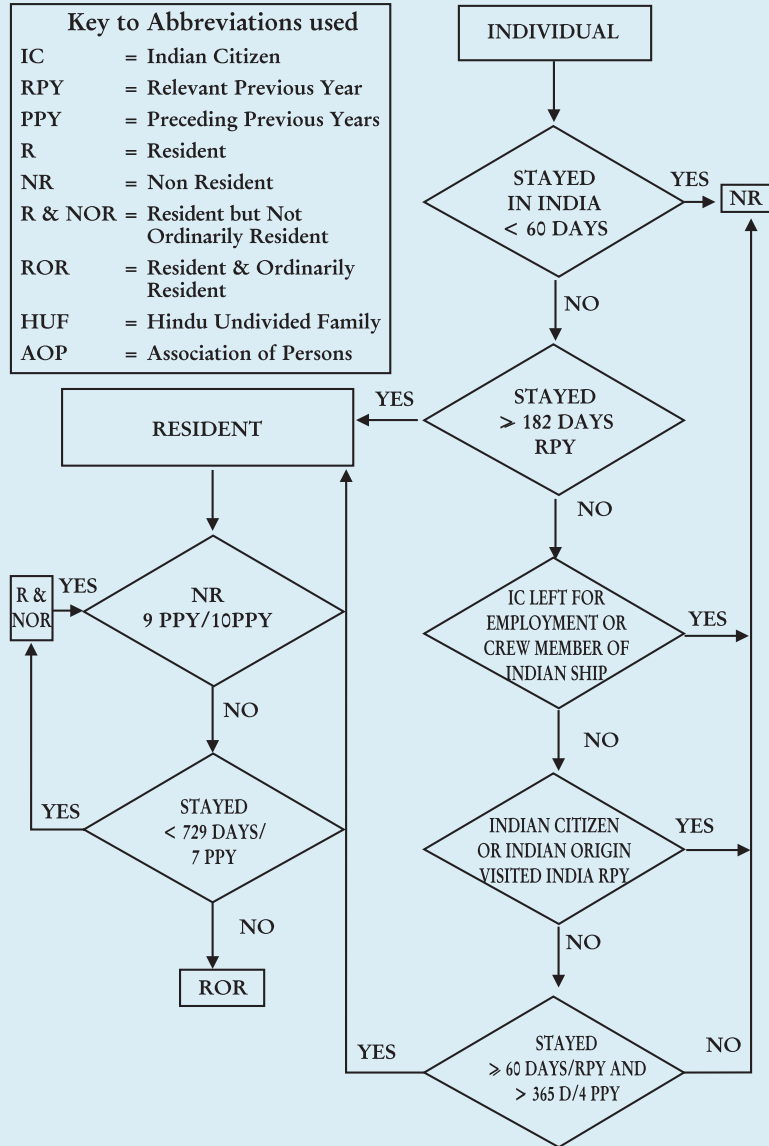 Key to Abbreviations used
IC = Indian Citizen
RPY = Relevant Previous Year
PPY = Preceding Previous Years
R = Resident
NR = Non Resident
R & NOR = Resident but Not
Ordinarily Resident
ROR = Resident & Ordinarily
Resident
HUF = Hindu Undivided Family
AOP = Association of Persons
INDIVIDUAL
STAYED
IN INDIA
< 60 DAYS
YES
NR
NO
STAYED
⩾ 182 DAYS
RPY
YES
RESIDENT
NO
NR
9 PPY/10PPY
YES
R &
NOR
NO
STAYED
< 729 DAYS/
7 PPY
YES
NO
ROR
IC LEFT FOR
EMPLOYMENT OR
CREW MEMBER OF
INDIAN SHIP
YES
NO
INDIAN CITIZEN
OR INDIAN ORIGIN
VISITED INDIA RPY
YES
NO
STAYED
⩾ 60 DAYS/RPY AND
> 365 D/4 PPY
YES
NO